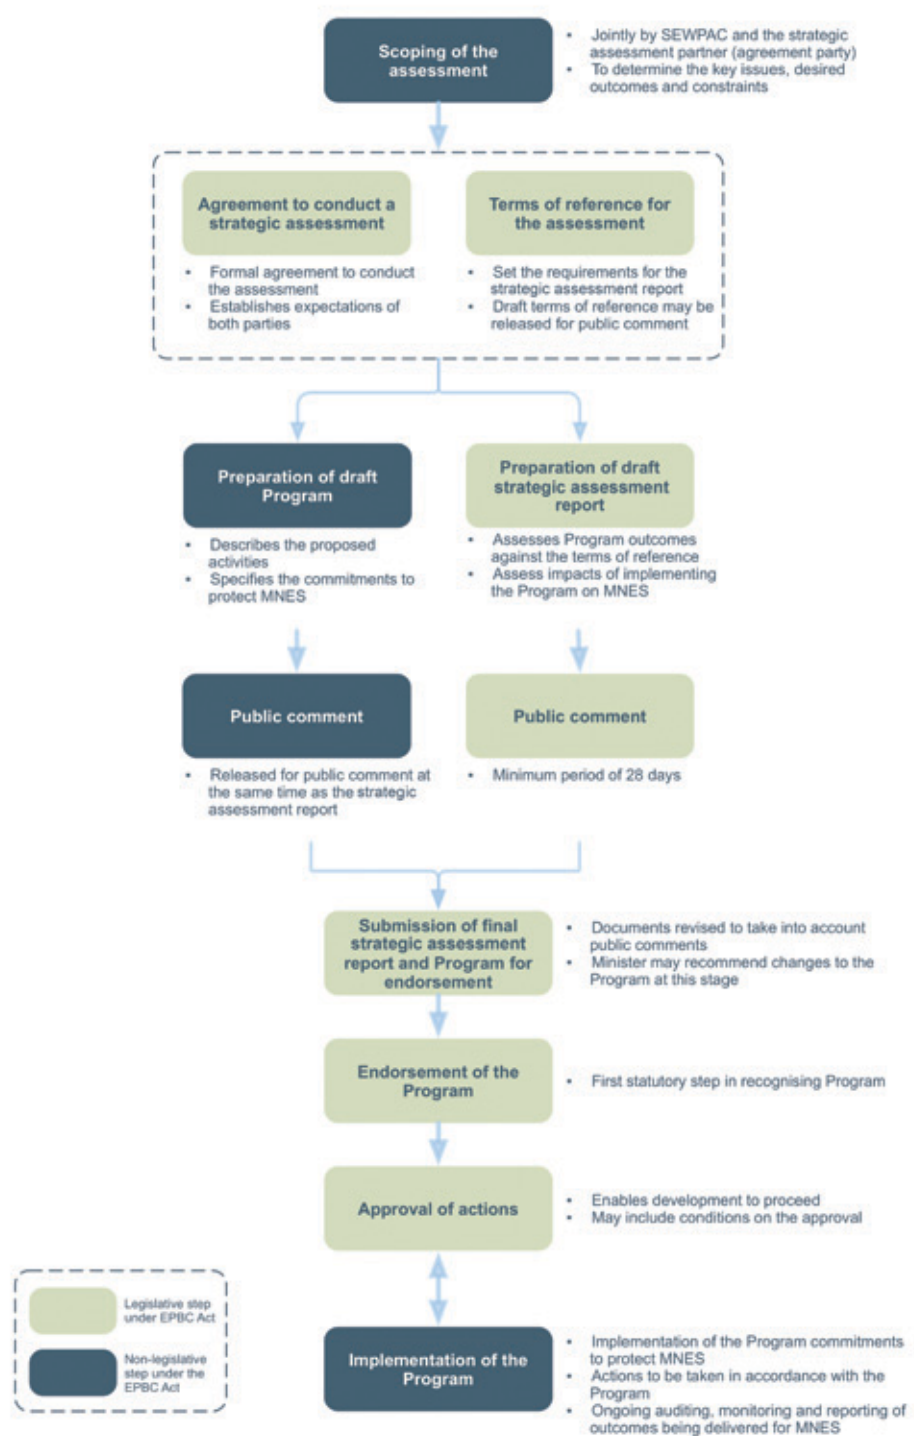 Scoping of the
assessment
• Jointly by SEWPAC and the strategic
assessment partner (agreement party)
• To determine the key issues, desired
outcomes and constraints
Agreement to conduct a
strategic assessment
• Formal agreement to conduct
the assessment
• Establishes expectations of
both parties
Terms of reference for
the assessment
• Set the requirements for the
strategic assessment report
• Draft terms of reference may be
released for public comment
Preparation of draft
Program
• Describes the proposed
activities
• Specifies the commitments to
protect MNES
Preparation of draft
strategic assessment
report
• Assesses Program outcomes
against the terms of reference
• Assess impacts of implementing
the Program on MNES
Public comment
• Released for public comment at
the same time as the strategic
assessment report
Public comment
• Minimum period of 28 days
Submission of final
strategic assessment
report and Program for
endorsement
• Documents revised to take into account
public comments
• Minister may recommend changes to the
Program at this stage
Endorsement of the
Program
• First statutory step in recognising Program
Approval of actions
• Enables development to proceed
• May include conditions on the approval
Implementation of the
Program
• Implementation of the Program commitments
to protect MNES
• Actions to be taken in accordance with the
Program
• Ongoing auditing, monitoring and reporting of
outcomes being delivered for MNES
Legislative step
under EPBC Act
Non-legislative
step under the
EPBC Act